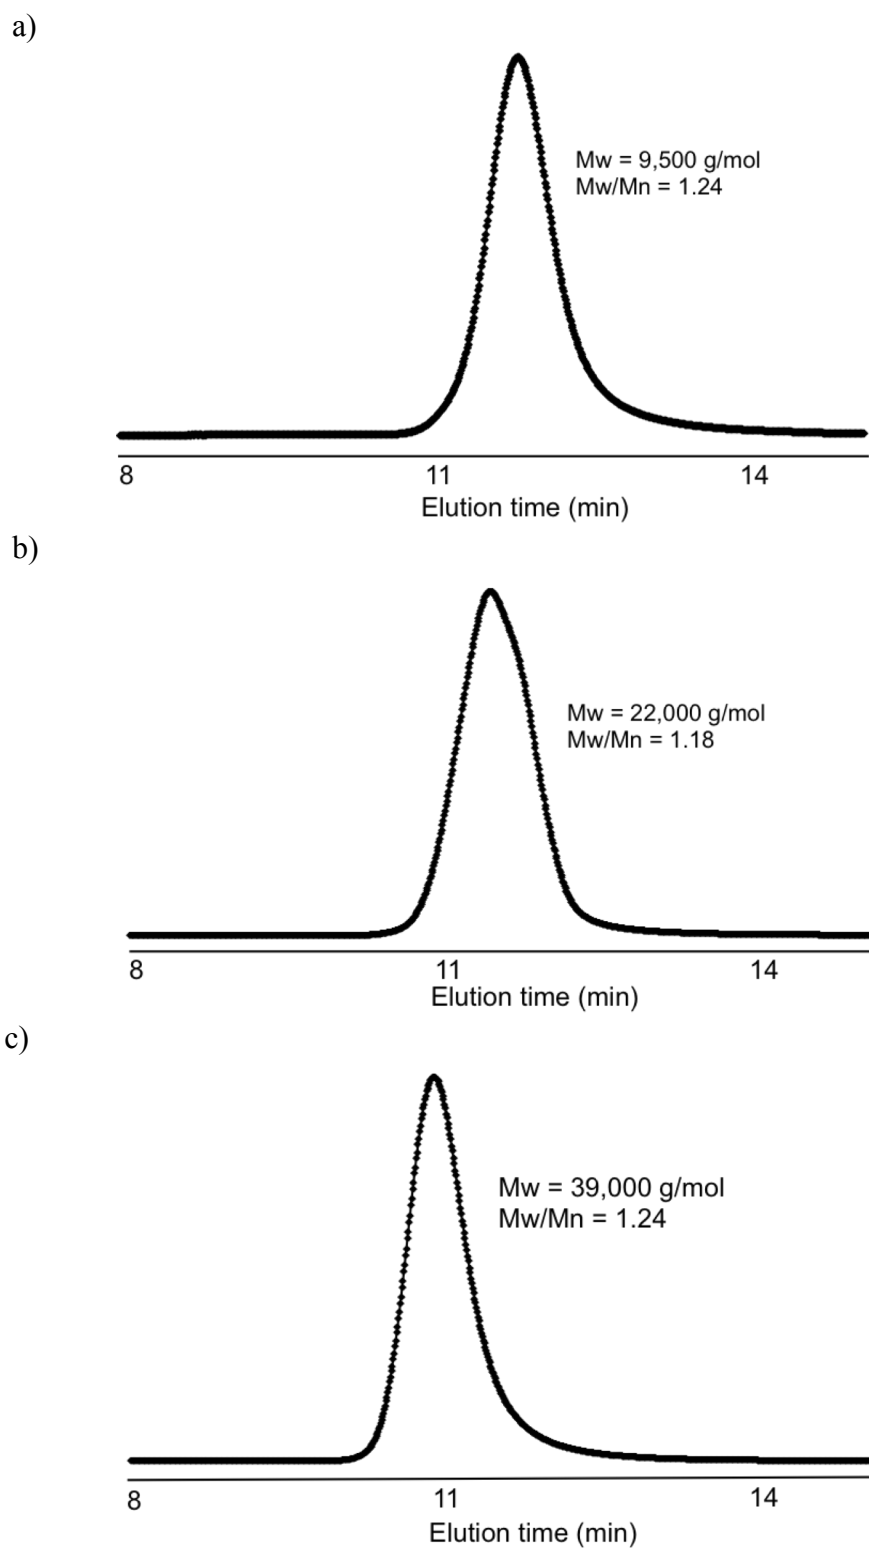 a)
Mw = 9,500 g/mol
Mw/Mn = 1.24
8 11 14
Elution time (min)
b)
Mw = 22,000 g/mol
Mw/Mn = 1.18
8 11 14
Elution time (min)
c)
Mw = 39,000 g/mol
Mw/Mn = 1.24
8 11 14
Elution time (min)